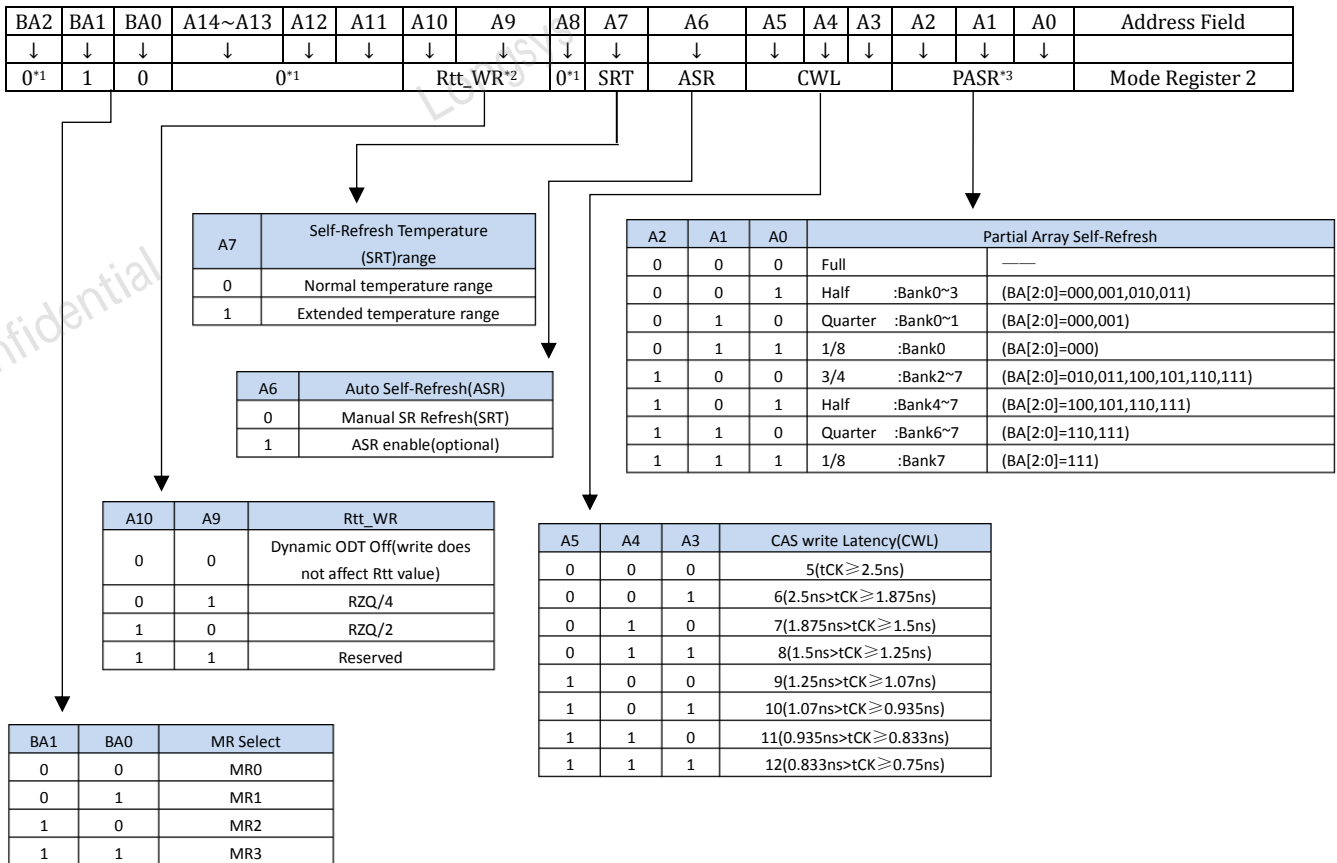 BA2 BA1 BA0 A14~A13 A12 A11 A10 A9 A8 A7 A6 A5 A4 A3 A2 A1 A0 Address Field
↓ ↓ ↓ ↓ ↓ ↓ ↓ ↓ ↓ ↓ ↓ ↓ ↓ ↓ ↓ ↓ ↓
0*1 1 0 0*1 Rtt_WR*2 0*1 SRT ASR CWL PASR*3 Mode Register 2
Longsys
nfidential
A7 Self-Refresh Temperature
(SRT)range
0 Normal temperature range
1 Extended temperature range
A2 A1 A0 Partial Array Self-Refresh
0 0 0 Full ——
0 0 1 Half :Bank0~3 (BA[2:0]=000,001,010,011)
0 1 0 Quarter :Bank0~1 (BA[2:0]=000,001)
0 1 1 1/8 :Bank0 (BA[2:0]=000)
1 0 0 3/4 :Bank2~7 (BA[2:0]=010,011,100,101,110,111)
1 0 1 Half :Bank4~7 (BA[2:0]=100,101,110,111)
1 1 0 Quarter :Bank6~7 (BA[2:0]=110,111)
1 1 1 1/8 :Bank7 (BA[2:0]=111)
A6 Auto Self-Refresh(ASR)
0 Manual SR Refresh(SRT)
1 ASR enable(optional)
A10 A9 Rtt_WR
0 0 Dynamic ODT Off(write does
not affect Rtt value)
0 1 RZQ/4
1 0 RZQ/2
1 1 Reserved
A5 A4 A3 CAS write Latency(CWL)
0 0 0 5(tCK≥2.5ns)
0 0 1 6(2.5ns>tCK≥1.875ns)
0 1 0 7(1.875ns>tCK≥1.5ns)
0 1 1 8(1.5ns>tCK≥1.25ns)
1 0 0 9(1.25ns>tCK≥1.07ns)
1 0 1 10(1.07ns>tCK≥0.935ns)
1 1 0 11(0.935ns>tCK≥0.833ns)
1 1 1 12(0.833ns>tCK≥0.75ns)
BA1 BA0 MR Select
0 0 MR0
0 1 MR1
1 0 MR2
1 1 MR3